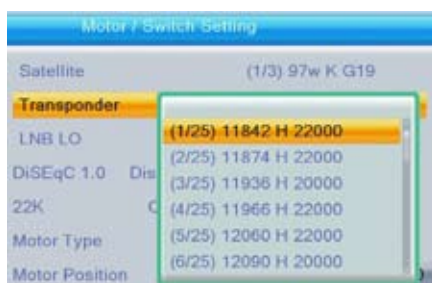 Motor / Switch Setting
Satellite (1/3) 97w K G19
Transponder
(1/25) 11842 H 22000
LNB LO
(2/25) 11874 H 22000
DiSEqC 1.0 Dis
(3/25) 11936 H 20000
22K
(4/25) 11966 H 22000
Motor Type
(5/25) 12060 H 22000
Motor Position
(6/25) 12090 H 20000